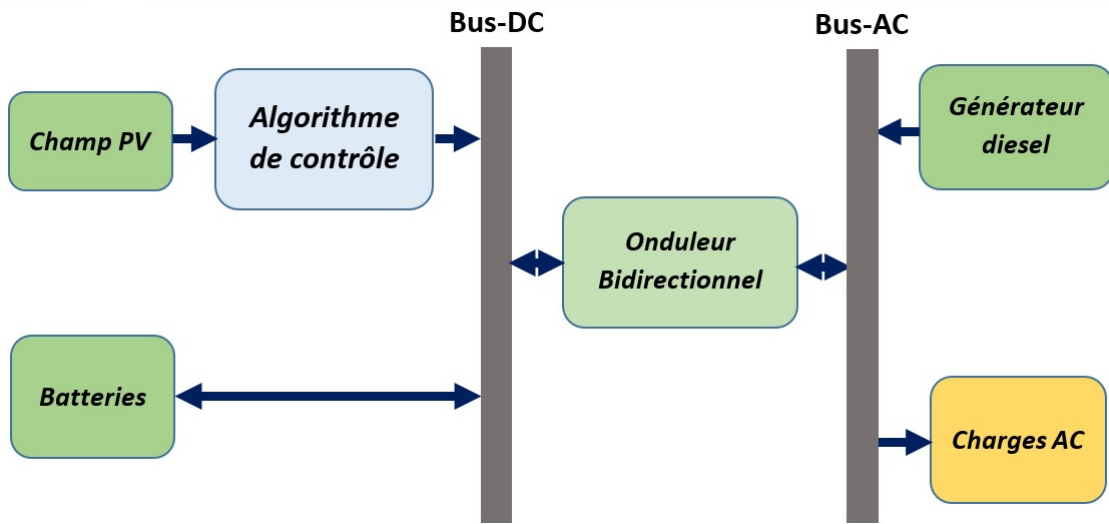 Bus-DC
Bus-AC
Champ PV
Algorithme
de contrôle
Générateur
diesel
Onduleur
Bidirectionnel
Batteries
Charges AC